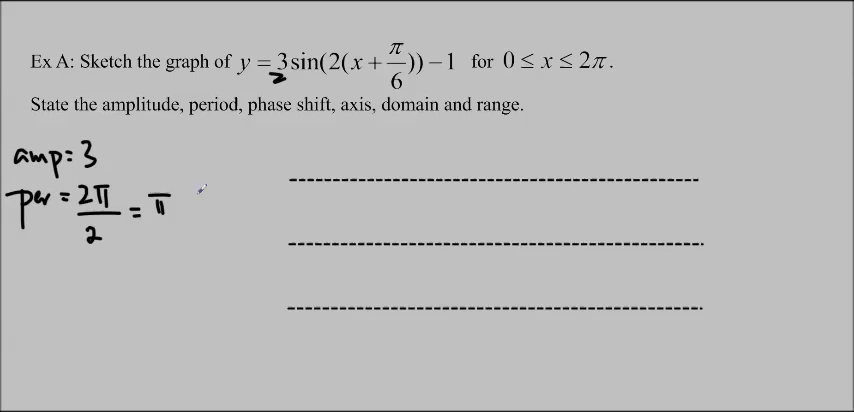 Ex A: Sketch the graph of y = 3sin(2(x + π/6)) − 1 for 0 ≤ x ≤ 2π.
State the amplitude, period, phase shift, axis, domain and range.
amp = 3
per = 2π/2 = π